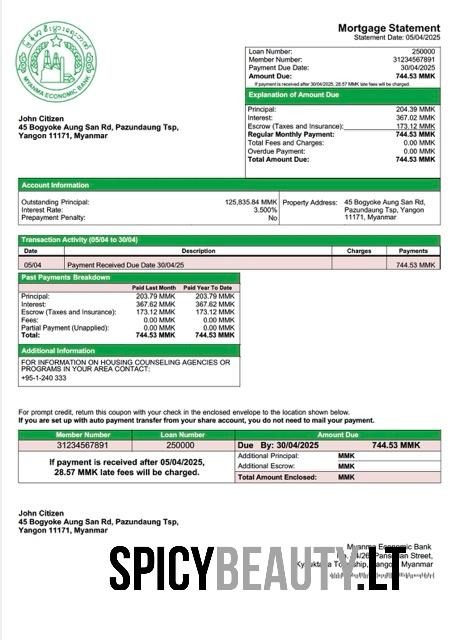 Mortgage Statement
Statement Date: 05/04/2025
MYANMA ECONOMIC BANK
Loan Number: 250000
Member Number: 31234567891
Payment Due Date: 30/04/2025
Amount Due: 744.53 MMK
If payment is received after 30/04/2025, 28.57 MMK late fees will be charged.
Explanation of Amount Due
Principal: 204.39 MMK
Interest: 367.02 MMK
Escrow (Taxes and Insurance): 173.12 MMK
Regular Monthly Payment: 744.53 MMK
Total Fees and Charges: 0.00 MMK
Overdue Payment: 0.00 MMK
Total Amount Due: 744.53 MMK
John Citizen
45 Bogyoke Aung San Rd, Pazundaung Tsp,
Yangon 11171, Myanmar
Account Information
Outstanding Principal: 125,835.84 MMK
Interest Rate: 3.500%
Prepayment Penalty: No
Property Address: 45 Bogyoke Aung San Rd,
Pazundaung Tsp, Yangon
11171, Myanmar
Transaction Activity (05/04 to 30/04)
Date Description Charges Payments
05/04 Payment Received Due Date 30/04/25 744.53 MMK
Past Payments Breakdown
Paid Last Month Paid Year To Date
Principal: 203.79 MMK 203.79 MMK
Interest: 367.62 MMK 367.62 MMK
Escrow (Taxes and Insurance): 173.12 MMK 173.12 MMK
Fees: 0.00 MMK 0.00 MMK
Partial Payment (Unapplied): 0.00 MMK 0.00 MMK
Total: 744.53 MMK 744.53 MMK
Additional Information
FOR INFORMATION ON HOUSING COUNSELING AGENCIES OR
PROGRAMS IN YOUR AREA CONTACT:
+95-1-240 333
For prompt credit, return this coupon with your check in the enclosed envelope to the location shown below.
If you are set up with auto payment transfer from your share account, you do not need to mail your payment.
Member Number Loan Number Amount Due
31234567891 250000 Due By: 30/04/2025 744.53 MMK
If payment is received after 05/04/2025,
28.57 MMK late fees will be charged.
Additional Principal: MMK
Additional Escrow: MMK
Total Amount Enclosed: MMK
John Citizen
45 Bogyoke Aung San Rd, Pazundaung Tsp,
Yangon 11171, Myanmar
Myanma Economic Bank
Street,
Myanmar
SPICYBEAUTY.LT